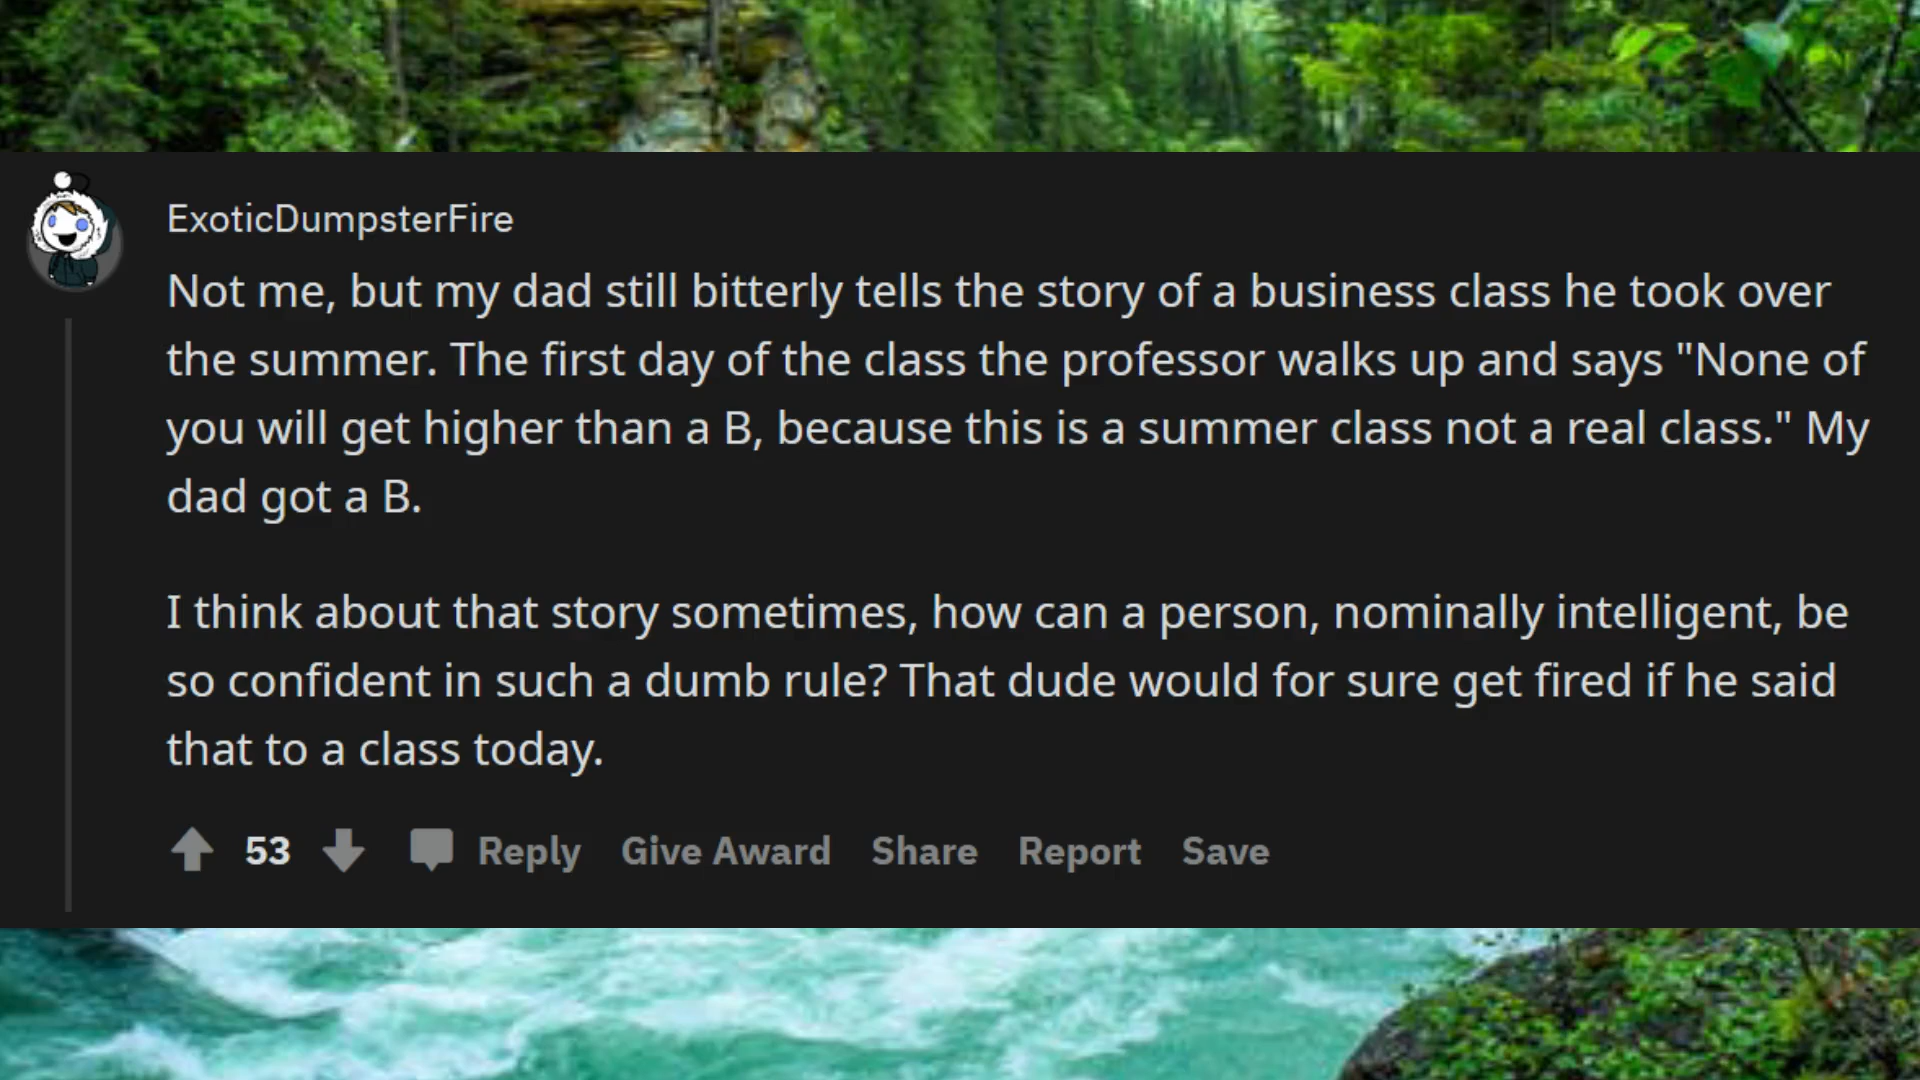 ExoticDumpsterFire
Not me, but my dad still bitterly tells the story of a business class he took over
the summer. The first day of the class the professor walks up and says "None of
you will get higher than a B, because this is a summer class not a real class." My
dad got a B.
I think about that story sometimes, how can a person, nominally intelligent, be
so confident in such a dumb rule? That dude would for sure get fired if he said
that to a class today.
53 Reply Give Award Share Report Save